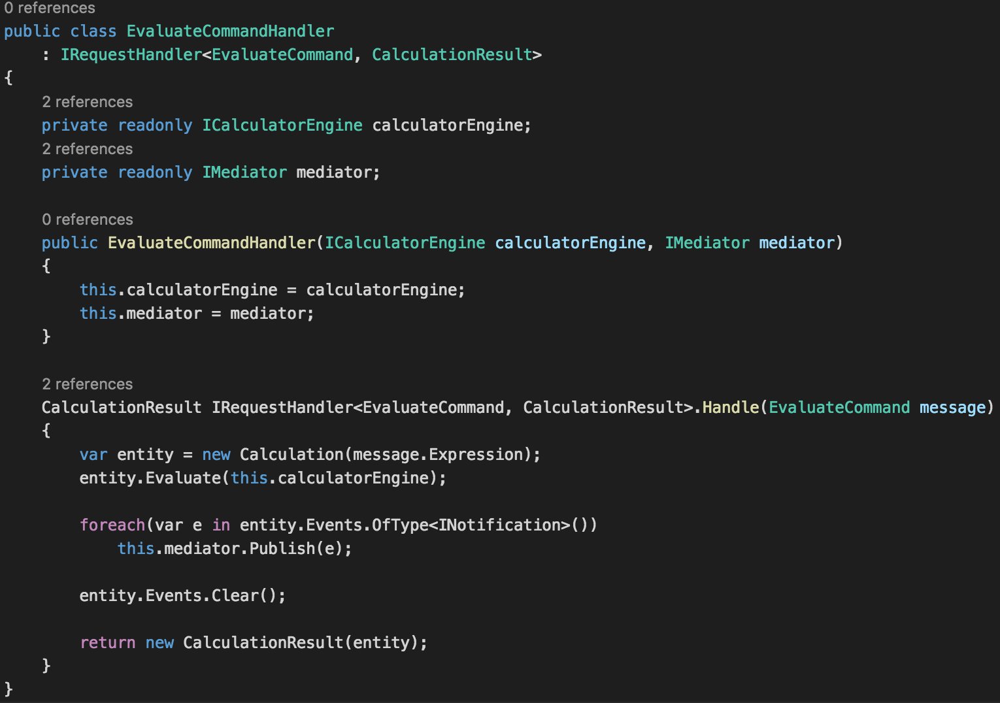 0 references
public class EvaluateCommandHandler
    : IRequestHandler<EvaluateCommand, CalculationResult>
{
    2 references
    private readonly ICalculatorEngine calculatorEngine;
    2 references
    private readonly IMediator mediator;

    0 references
    public EvaluateCommandHandler(ICalculatorEngine calculatorEngine, IMediator mediator)
    {
        this.calculatorEngine = calculatorEngine;
        this.mediator = mediator;
    }

    2 references
    CalculationResult IRequestHandler<EvaluateCommand, CalculationResult>.Handle(EvaluateCommand message)
    {
        var entity = new Calculation(message.Expression);
        entity.Evaluate(this.calculatorEngine);

        foreach(var e in entity.Events.OfType<INotification>())
            this.mediator.Publish(e);

        entity.Events.Clear();

        return new CalculationResult(entity);
    }
}